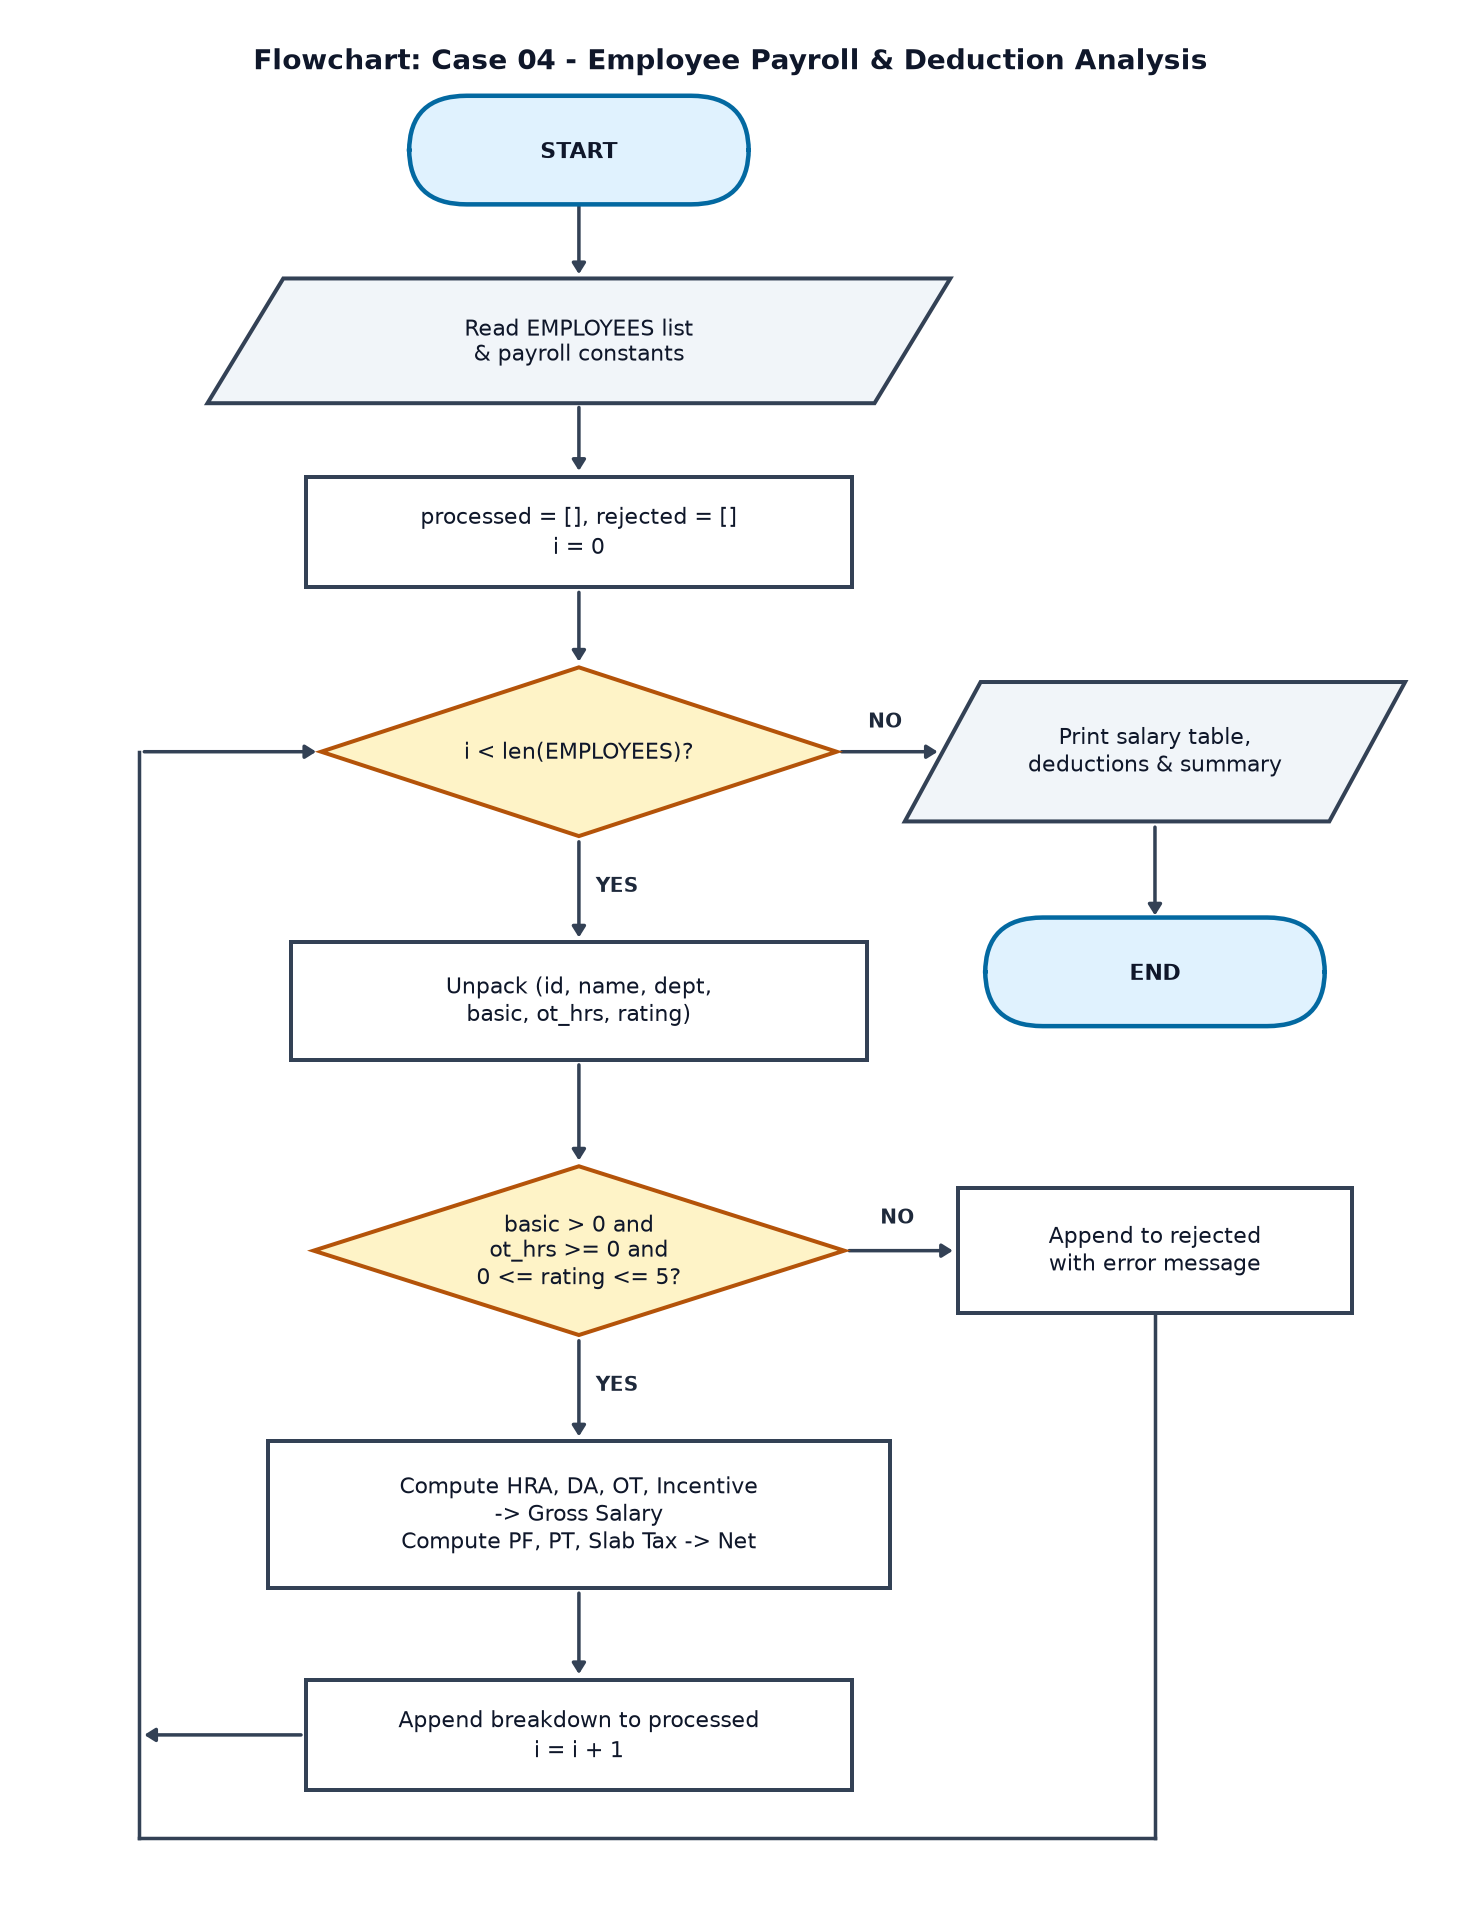 Flowchart: Case 04 - Employee Payroll & Deduction Analysis
START
Read EMPLOYEES list
& payroll constants
processed = [], rejected = []
i = 0
i < len(EMPLOYEES)?
NO
Print salary table,
deductions & summary
YES
END
Unpack (id, name, dept,
basic, ot_hrs, rating)
basic > 0 and
ot_hrs >= 0 and
0 <= rating <= 5?
NO
Append to rejected
with error message
YES
Compute HRA, DA, OT, Incentive
-> Gross Salary
Compute PF, PT, Slab Tax -> Net
Append breakdown to processed
i = i + 1